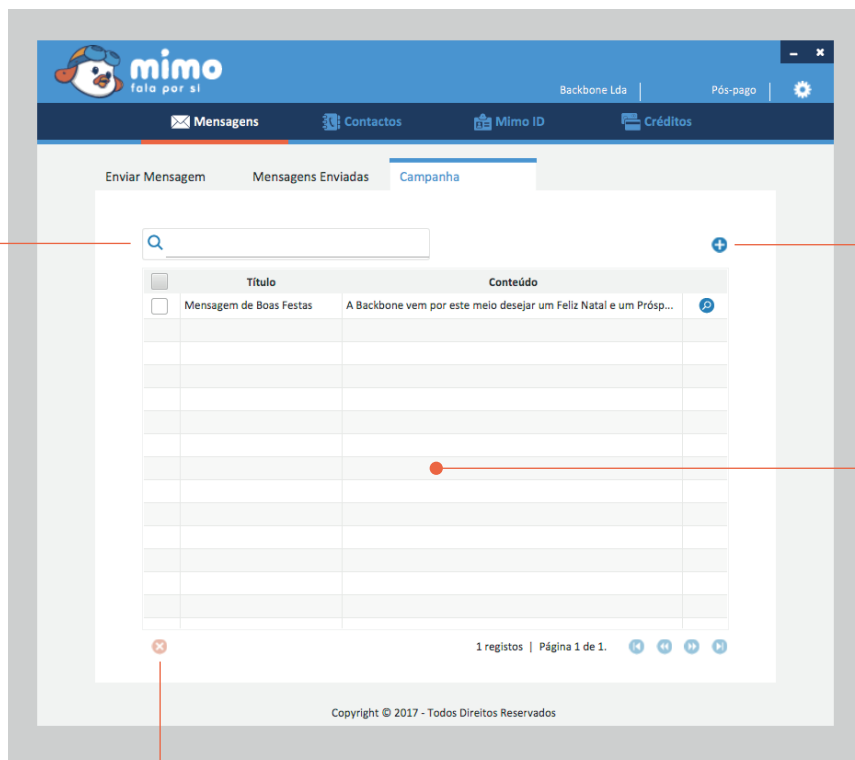 mimo
fala por si
Backbone Lda | Pós-pago |
Mensagens Contactos Mimo ID Créditos
Enviar Mensagem Mensagens Enviadas Campanha
Título Conteúdo
Mensagem de Boas Festas A Backbone vem por este meio desejar um Feliz Natal e um Prósp...
1 registos | Página 1 de 1.
Copyright © 2017 - Todos Direitos Reservados